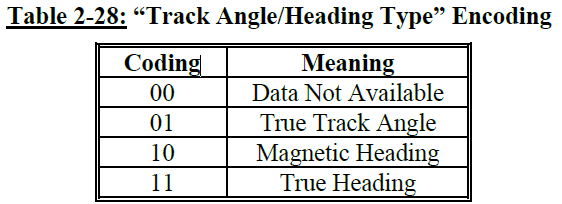 Table 2-28: “Track Angle/Heading Type” Encoding
Coding Meaning
00 Data Not Available
01 True Track Angle
10 Magnetic Heading
11 True Heading